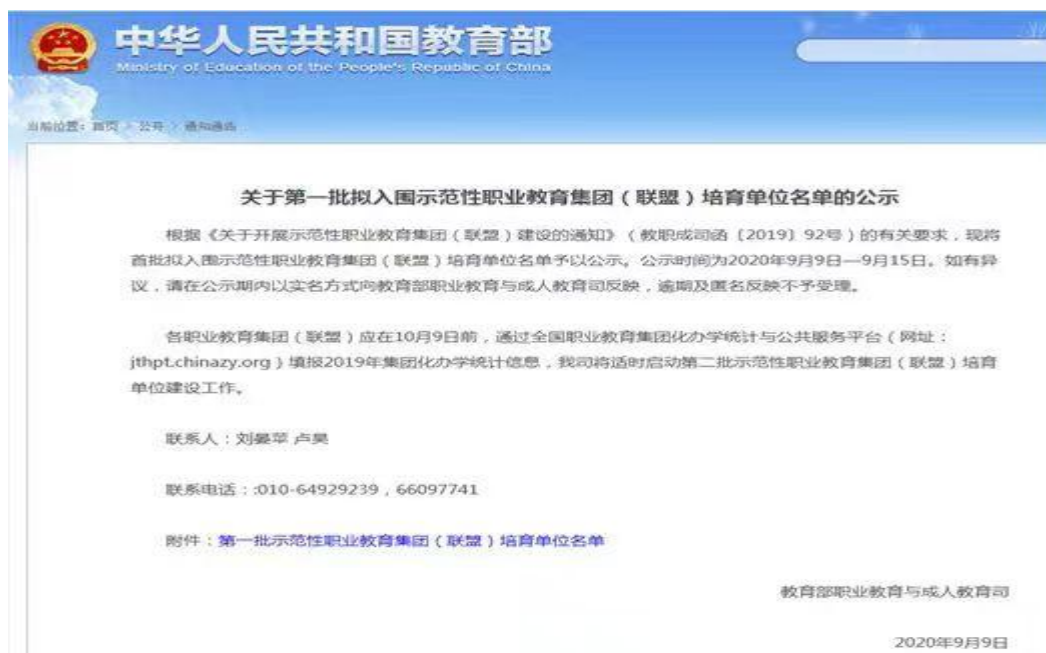 中华人民共和国教育部
Ministry of Education of the People's Republic of China
当前位置：首页 > 公开 > 通知通告
关于第一批拟入围示范性职业教育集团（联盟）培育单位名单的公示
根据《关于开展示范性职业教育集团（联盟）建设的通知》（教职成司函〔2019〕92号）的有关要求，现将
首批拟入围示范性职业教育集团（联盟）培育单位名单予以公示。公示时间为2020年9月9日—9月15日。如有异
议，请在公示期内以实名方式向教育部职业教育与成人教育司反映，逾期及匿名反映不予受理。
各职业教育集团（联盟）应在10月9日前，通过全国职业教育集团化办学统计与公共服务平台（网址：
jthpt.chinazy.org）填报2019年集团化办学统计信息，我司将适时启动第二批示范性职业教育集团（联盟）培育
单位建设工作。
联系人：刘晏苹 卢昊
联系电话：:010-64929239，66097741
附件：第一批示范性职业教育集团（联盟）培育单位名单
教育部职业教育与成人教育司
2020年9月9日